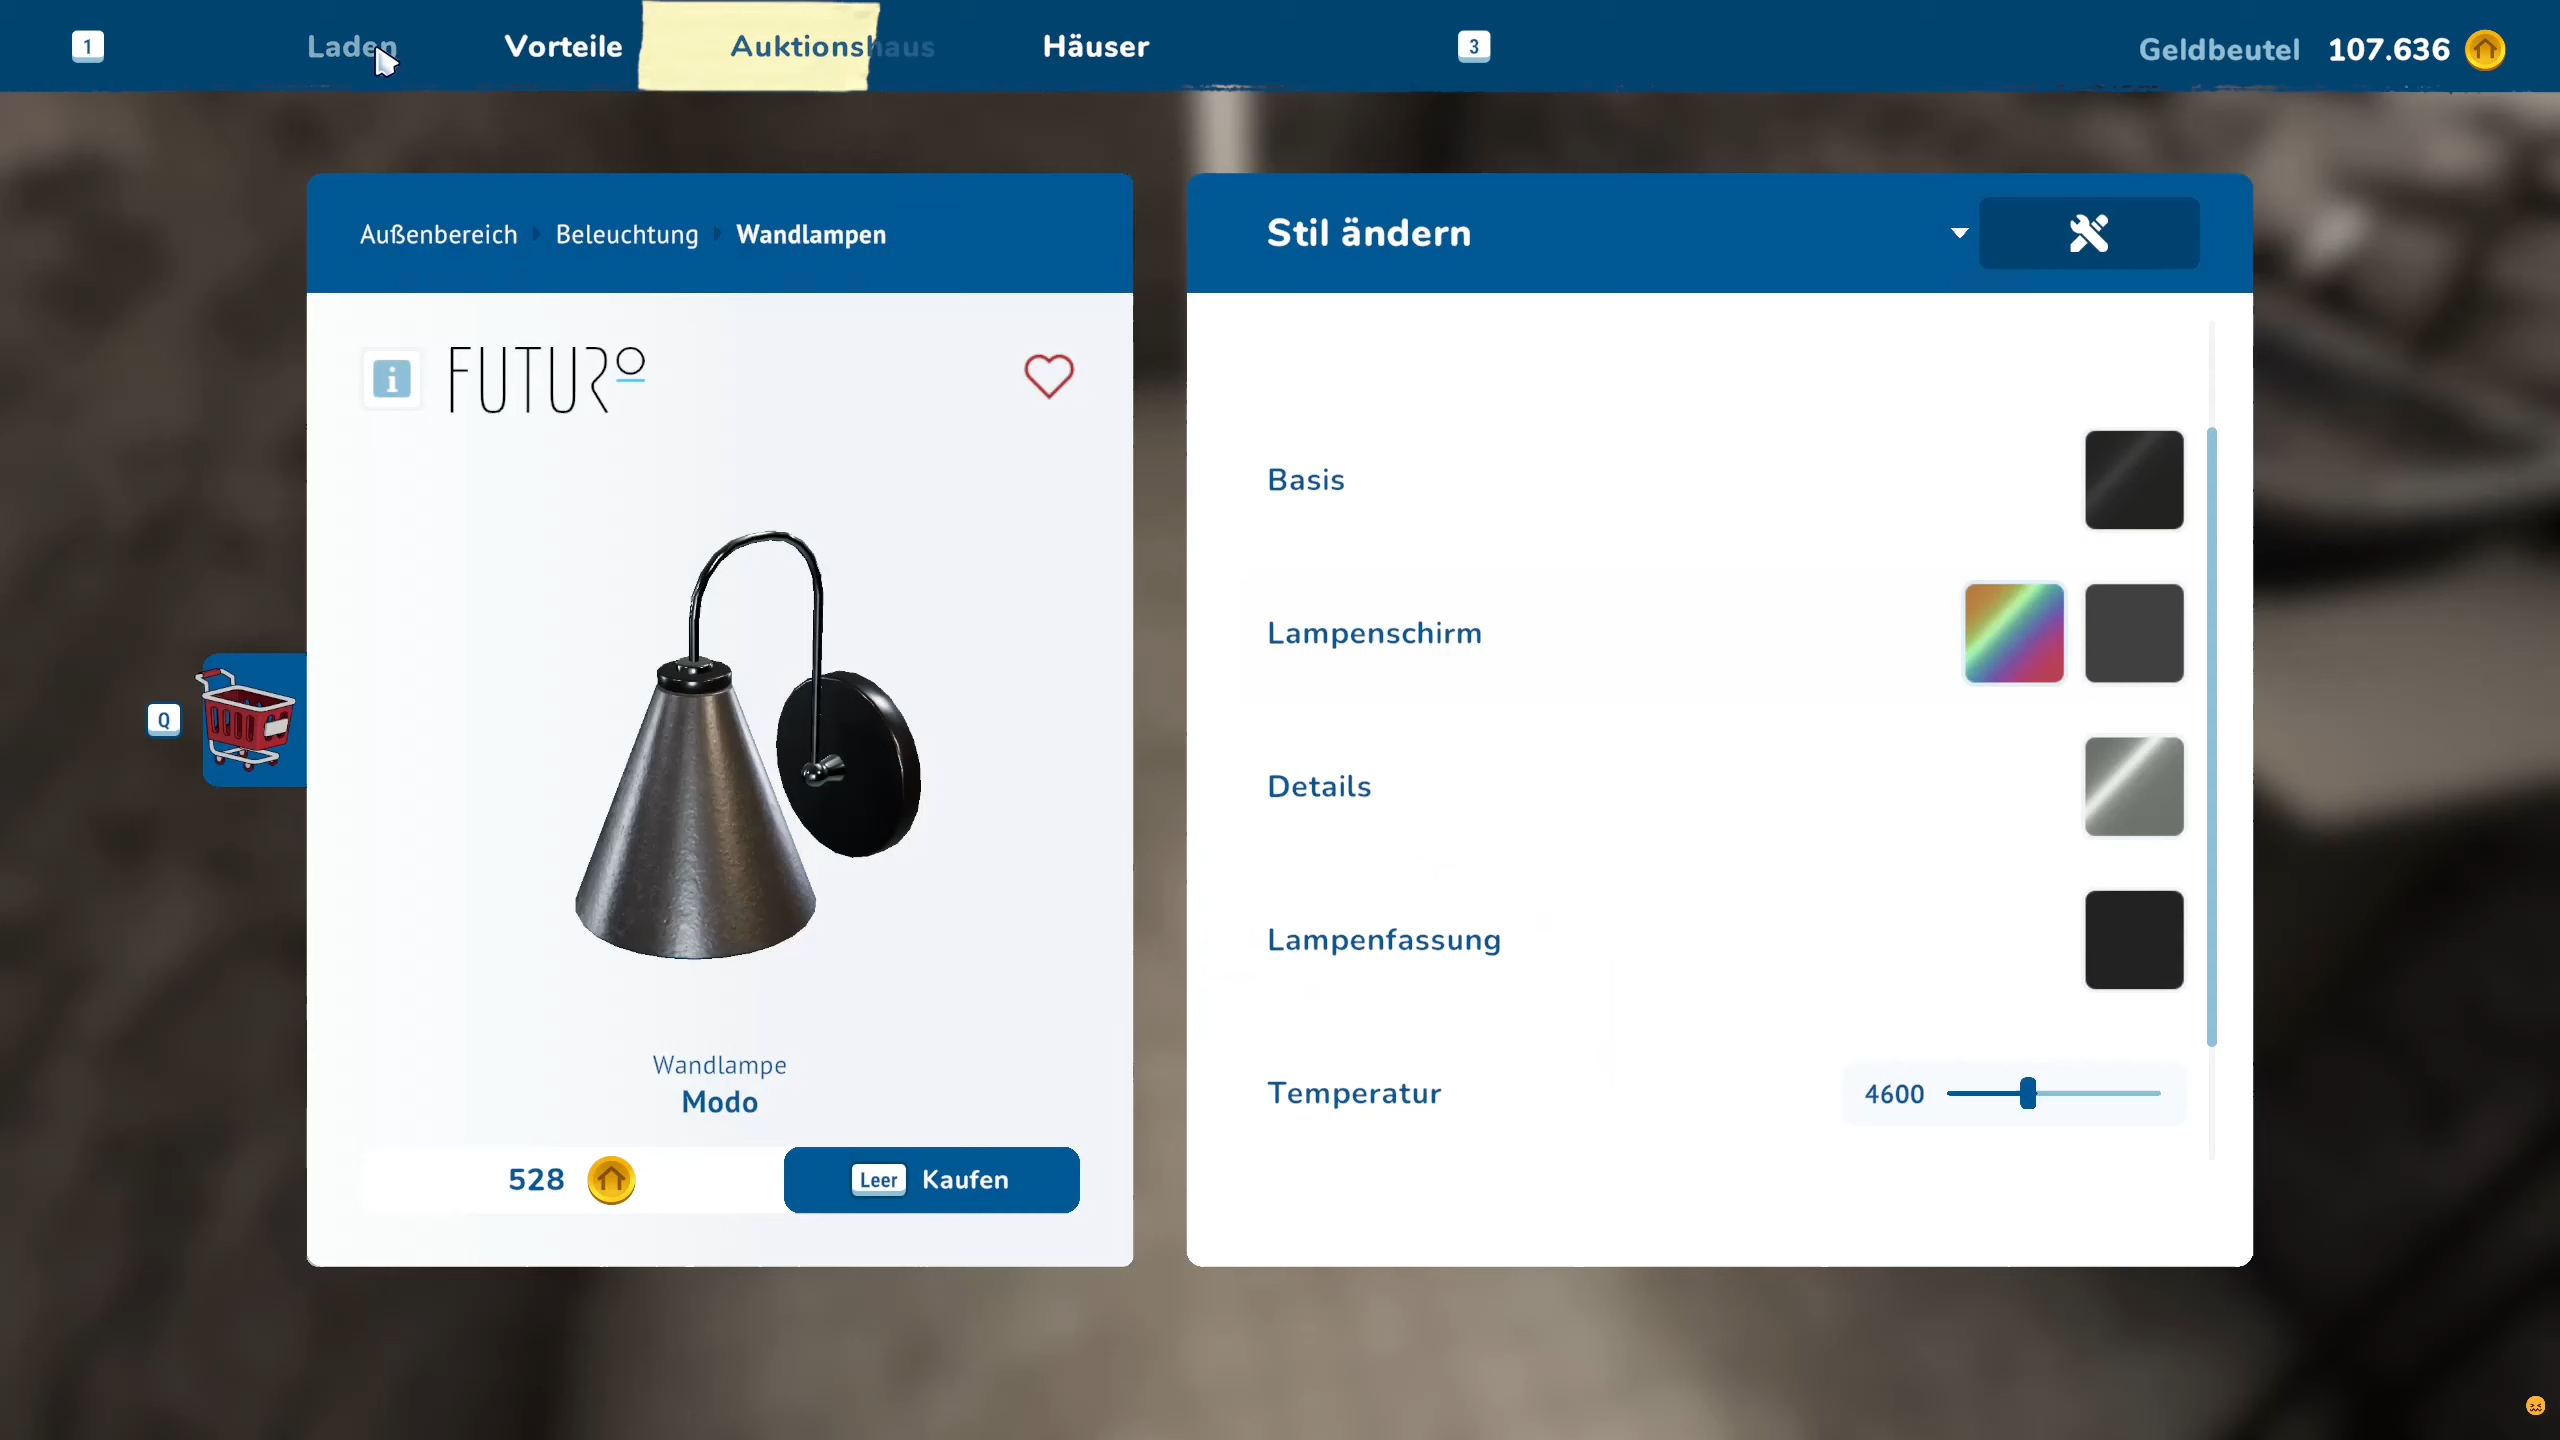 1 Laden Vorteile Auktionshaus Häuser 3 Geldbeutel 107.636
Außenbereich Beleuchtung Wandlampen
Stil ändern
i FUTURO
Basis
Lampenschirm
Q
Details
Lampenfassung
Wandlampe
Modo
Temperatur 4600
528 Leer Kaufen